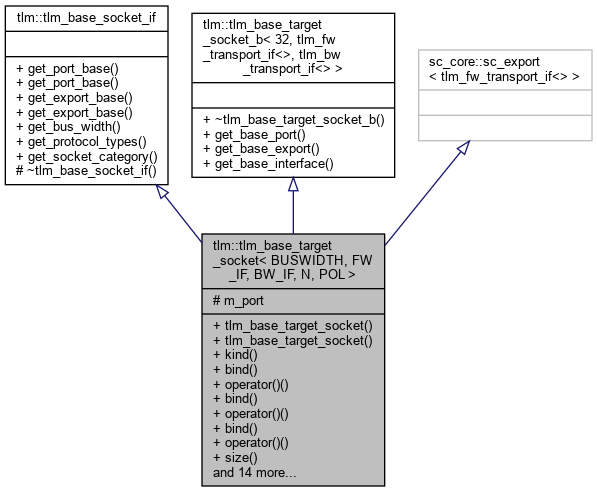 tlm::tlm_base_socket_if
+ get_port_base()
+ get_port_base()
+ get_export_base()
+ get_export_base()
+ get_bus_width()
+ get_protocol_types()
+ get_socket_category()
# ~tlm_base_socket_if()
tlm::tlm_base_target
_socket_b< 32, tlm_fw
_transport_if<>, tlm_bw
_transport_if<> >
+ ~tlm_base_target_socket_b()
+ get_base_port()
+ get_base_export()
+ get_base_interface()
sc_core::sc_export
< tlm_fw_transport_if<> >
tlm::tlm_base_target
_socket< BUSWIDTH, FW
_IF, BW_IF, N, POL >
# m_port
+ tlm_base_target_socket()
+ tlm_base_target_socket()
+ kind()
+ bind()
+ operator()()
+ bind()
+ operator()()
+ bind()
+ operator()()
+ size()
and 14 more...